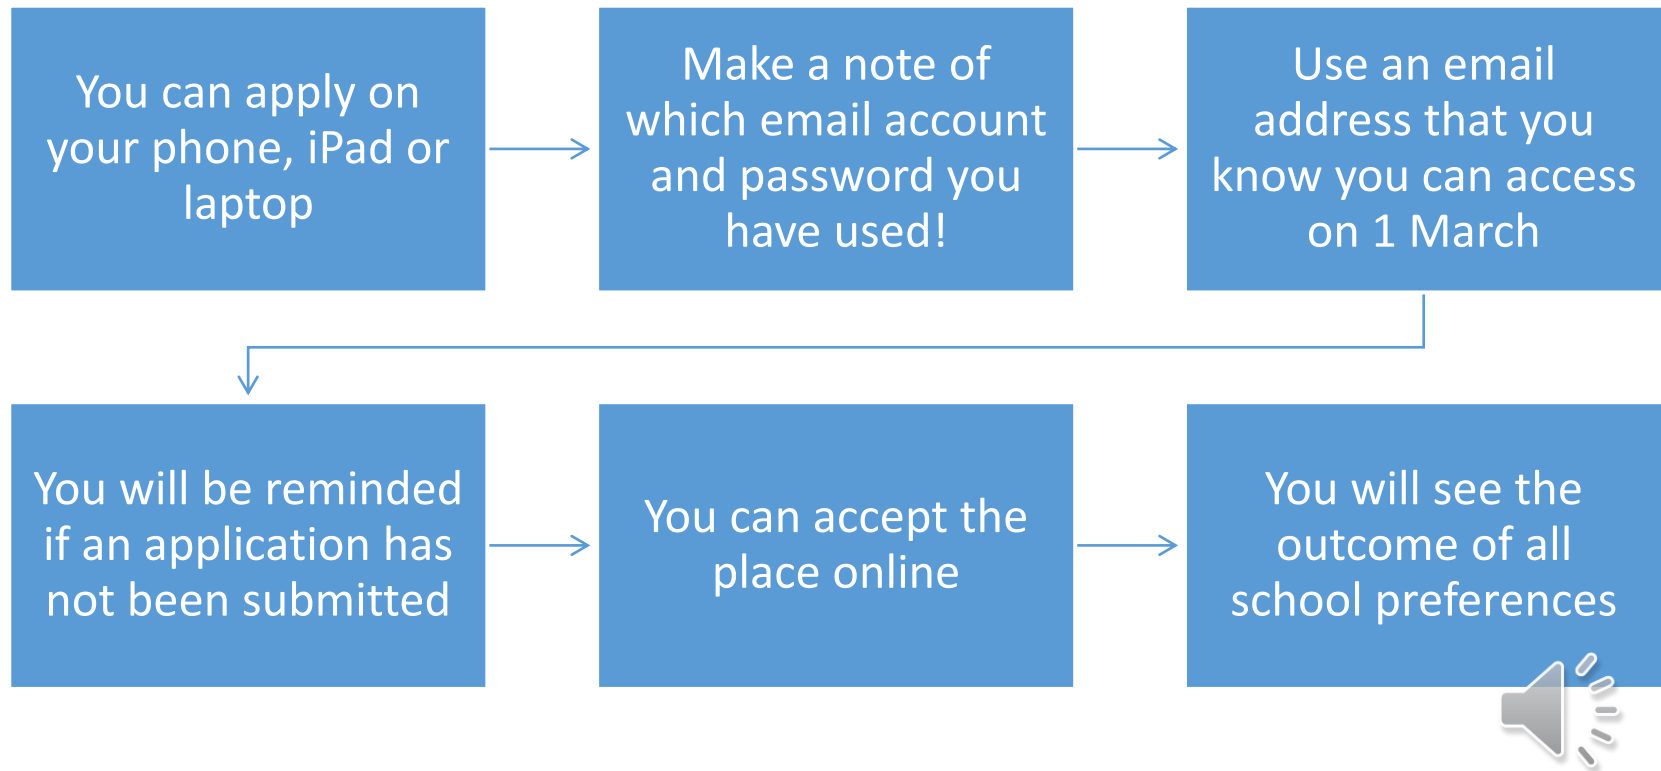 You can apply on
your phone, iPad or
laptop
Make a note of
which email account
and password you
have used!
Use an email
address that you
know you can access
on 1 March
You will be reminded
if an application has
not been submitted
You can accept the
place online
You will see the
outcome of all
school preferences